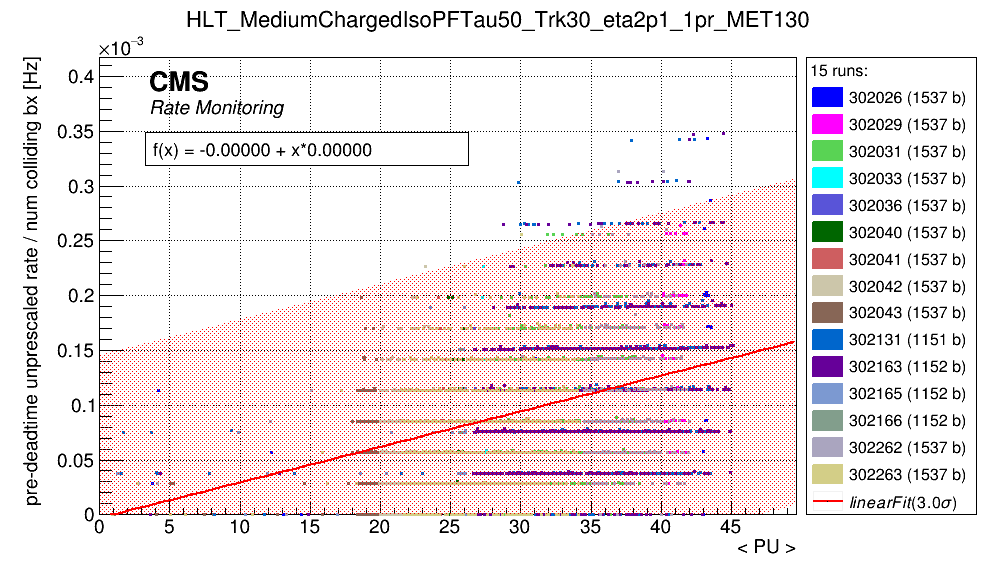 HLT_MediumChargedIsoPFTau50_Trk30_eta2p1_1pr_MET130
×10⁻³
pre-deadtime unprescaled rate / num colliding bx [Hz]
0.4
0.35
0.3
0.25
0.2
0.15
0.1
0.05
0
CMS
Rate Monitoring
f(x) = -0.00000 + x*0.00000
0 5 10 15 20 25 30 35 40 45
< PU >
15 runs:
302026 (1537 b)
302029 (1537 b)
302031 (1537 b)
302033 (1537 b)
302036 (1537 b)
302040 (1537 b)
302041 (1537 b)
302042 (1537 b)
302043 (1537 b)
302131 (1151 b)
302163 (1152 b)
302165 (1152 b)
302166 (1152 b)
302262 (1537 b)
302263 (1537 b)
linearFit(3.0σ)